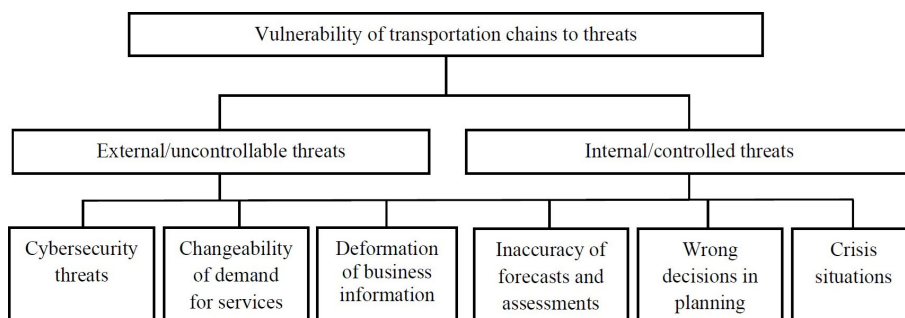 Vulnerability of transportation chains to threats
External/uncontrollable threats
Internal/controlled threats
Cybersecurity
threats
Changeability
of demand
for services
Deformation
of business
information
Inaccuracy of
forecasts and
assessments
Wrong
decisions in
planning
Crisis
situations